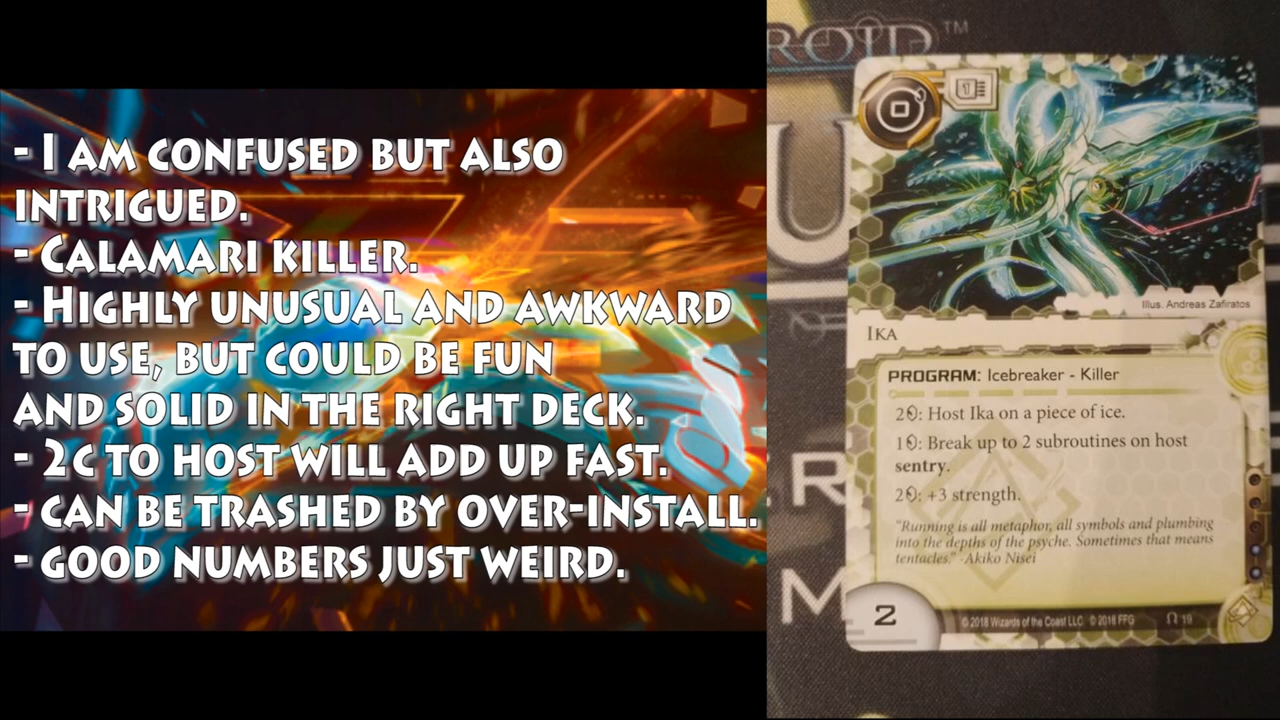 - I AM CONFUSED BUT ALSO
INTRIGUED.
- CALAMARI KILLER.
- HIGHLY UNUSUAL AND AWKWARD
TO USE, BUT COULD BE FUN
AND SOLID IN THE RIGHT DECK.
- 2C TO HOST WILL ADD UP FAST.
- CAN BE TRASHED BY OVER-INSTALL.
- GOOD NUMBERS JUST WEIRD.
ROID™
U
R
M
1
Illus. Andreas Zafiratos
IKA
PROGRAM: Icebreaker - Killer
2: Host Ika on a piece of ice.
1: Break up to 2 subroutines on host
sentry.
2: +3 strength.
"Running is all metaphor, all symbols and plumbing
into the depths of the psyche. Sometimes that means
tentacles." -Akiko Nisei
2
© 2018 Wizards of the Coast LLC © 2018 FFG
Ω 19